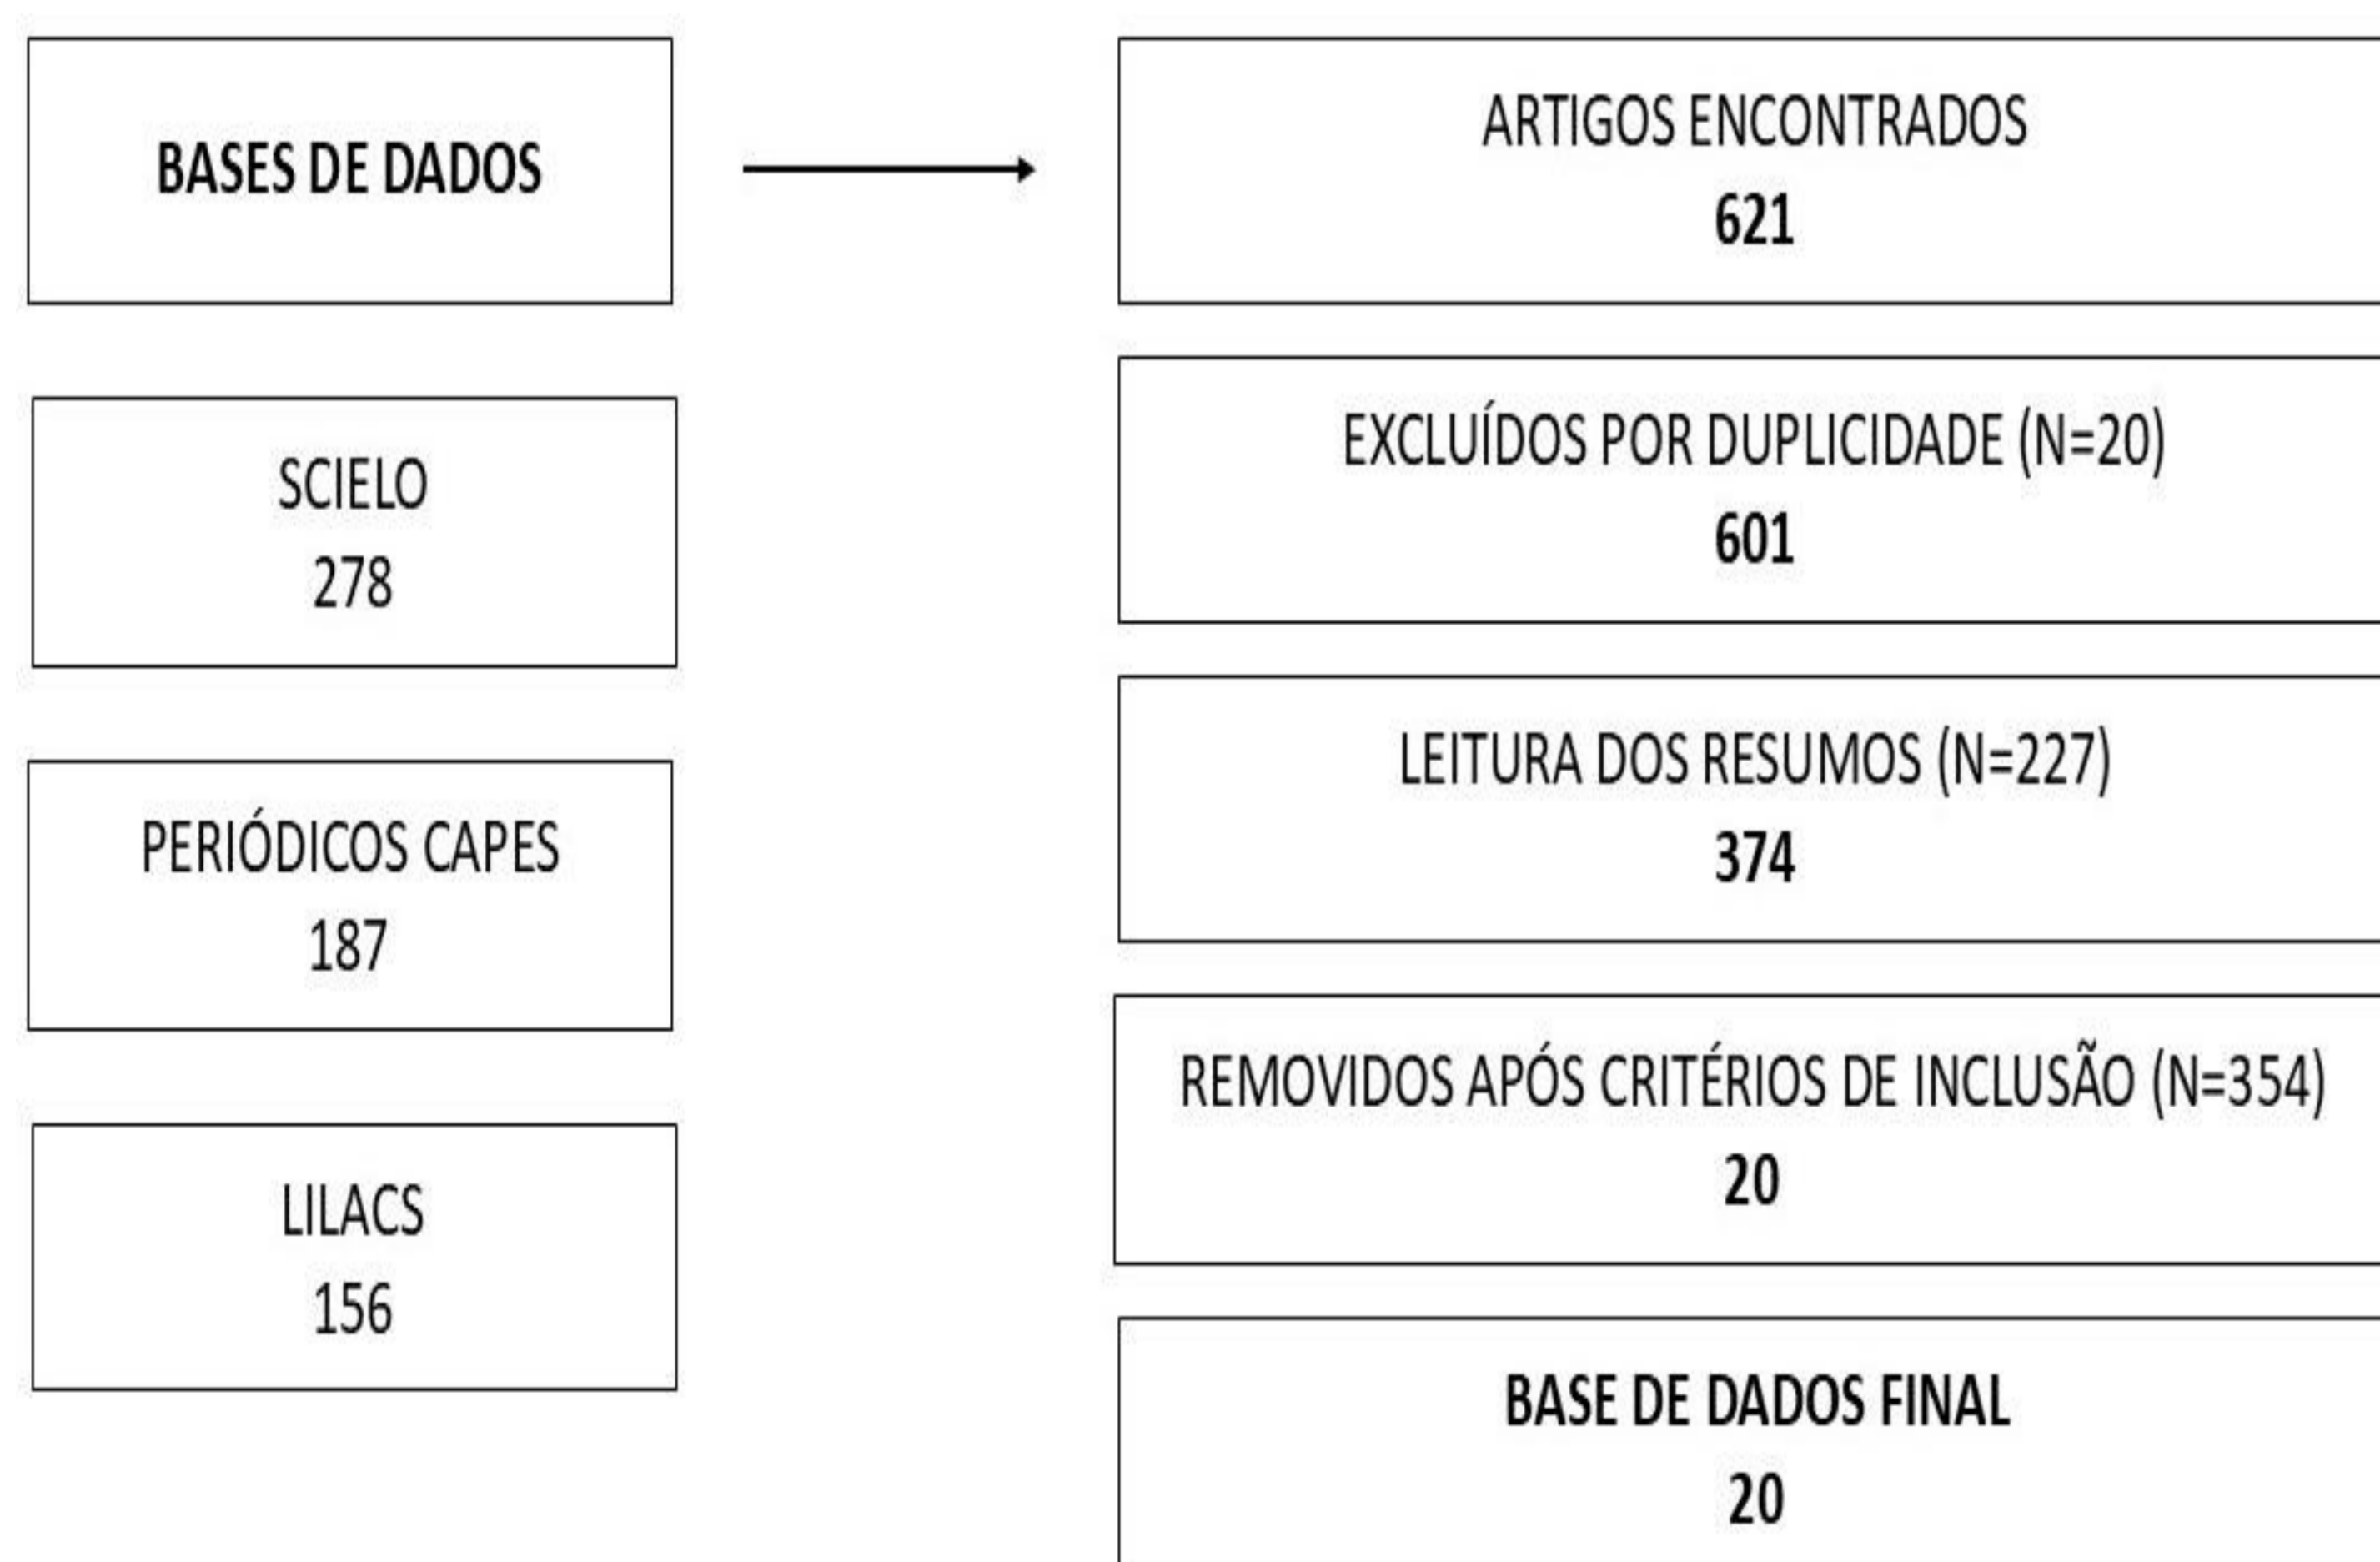 BASES DE DADOS
SCIELO
278
PERIÓDICOS CAPES
187
LILACS
156
ARTIGOS ENCONTRADOS
621
EXCLUÍDOS POR DUPLICIDADE (N=20)
601
LEITURA DOS RESUMOS (N=227)
374
REMOVIDOS APÓS CRITÉRIOS DE INCLUSÃO (N=354)
20
BASE DE DADOS FINAL
20